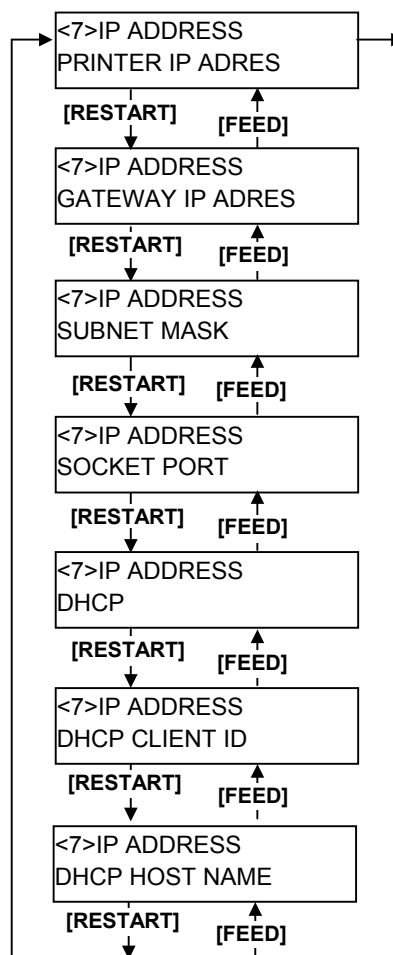 <7>IP ADDRESS
PRINTER IP ADRES
[RESTART]
[FEED]
<7>IP ADDRESS
GATEWAY IP ADRES
[RESTART]
[FEED]
<7>IP ADDRESS
SUBNET MASK
[RESTART]
[FEED]
<7>IP ADDRESS
SOCKET PORT
[RESTART]
[FEED]
<7>IP ADDRESS
DHCP
[RESTART]
[FEED]
<7>IP ADDRESS
DHCP CLIENT ID
[RESTART]
[FEED]
<7>IP ADDRESS
DHCP HOST NAME
[RESTART]
[FEED]